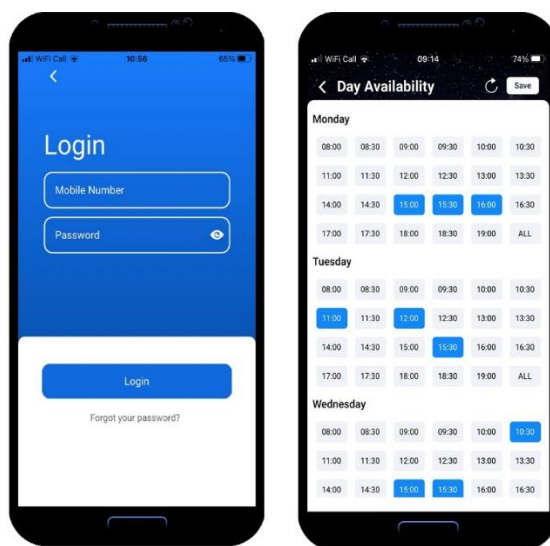 WiFi Call 10:56 65%
Login
Mobile Number
Password
Login
Forgot your password?
WiFi Call 09:14 74%
Day Availability Save
Monday
08:00 08:30 09:00 09:30 10:00 10:30
11:00 11:30 12:00 12:30 13:00 13:30
14:00 14:30 15:00 15:30 16:00 16:30
17:00 17:30 18:00 18:30 19:00 ALL
Tuesday
08:00 08:30 09:00 09:30 10:00 10:30
11:00 11:30 12:00 12:30 13:00 13:30
14:00 14:30 15:00 15:30 16:00 16:30
17:00 17:30 18:00 18:30 19:00 ALL
Wednesday
08:00 08:30 09:00 09:30 10:00 10:30
11:00 11:30 12:00 12:30 13:00 13:30
14:00 14:30 15:00 15:30 16:00 16:30